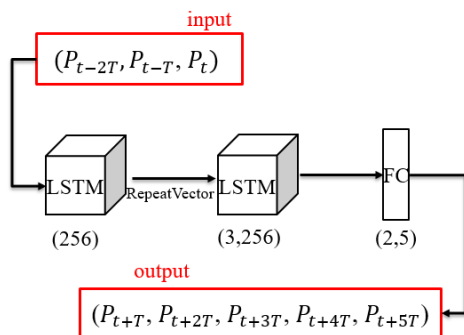 input
(P_{t−2T}, P_{t−T}, P_t)
LSTM
RepeatVector
LSTM
FC
(256)
(3,256)
(2,5)
output
(P_{t+T}, P_{t+2T}, P_{t+3T}, P_{t+4T}, P_{t+5T})